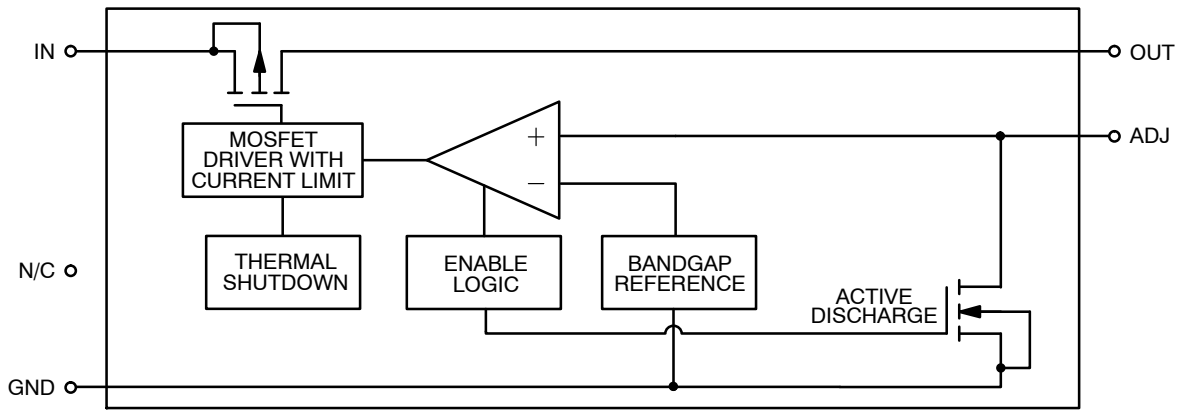 IN
OUT
ADJ
MOSFET
DRIVER WITH
CURRENT LIMIT
+
−
THERMAL
SHUTDOWN
ENABLE
LOGIC
BANDGAP
REFERENCE
N/C
ACTIVE
DISCHARGE
GND